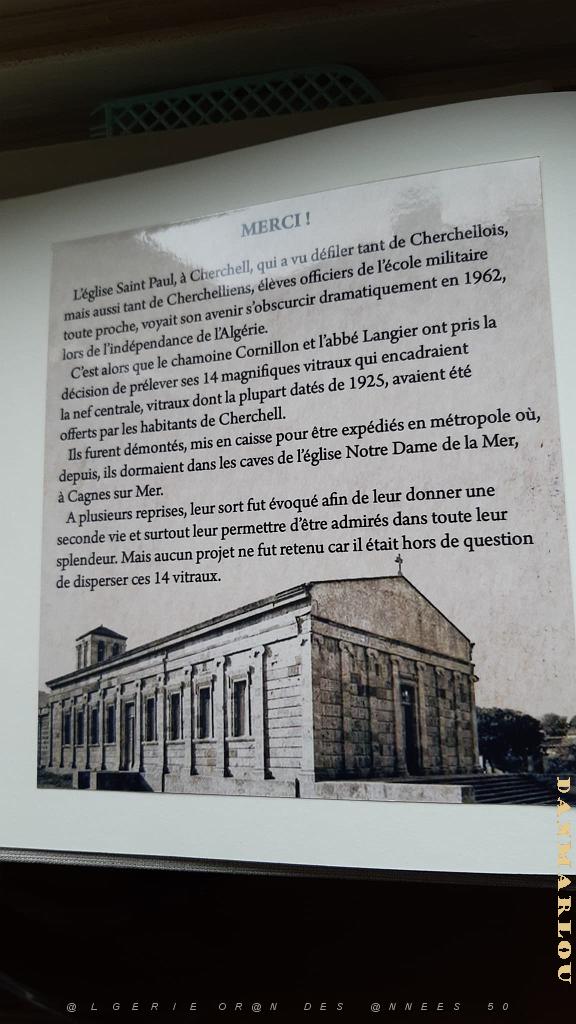 MERCI !
L'église Saint Paul, à Cherchell, qui a vu défiler tant de Cherchellois,
mais aussi tant de Cherchelliens, élèves officiers de l'école militaire
toute proche, voyait son avenir s'obscurcir dramatiquement en 1962,
lors de l'indépendance de l'Algérie.
C'est alors que le chamoine Cornillon et l'abbé Langier ont pris la
décision de prélever ses 14 magnifiques vitraux qui encadraient
la nef centrale, vitraux dont la plupart datés de 1925, avaient été
offerts par les habitants de Cherchell.
Ils furent démontés, mis en caisse pour être expédiés en métropole où,
depuis, ils dormaient dans les caves de l'église Notre Dame de la Mer,
à Cagnes sur Mer.
A plusieurs reprises, leur sort fut évoqué afin de leur donner une
seconde vie et surtout leur permettre d'être admirés dans toute leur
splendeur. Mais aucun projet ne fut retenu car il était hors de question
de disperser ces 14 vitraux.
DANMARLOU
@LGERIE OR@N DES @NNEES 50